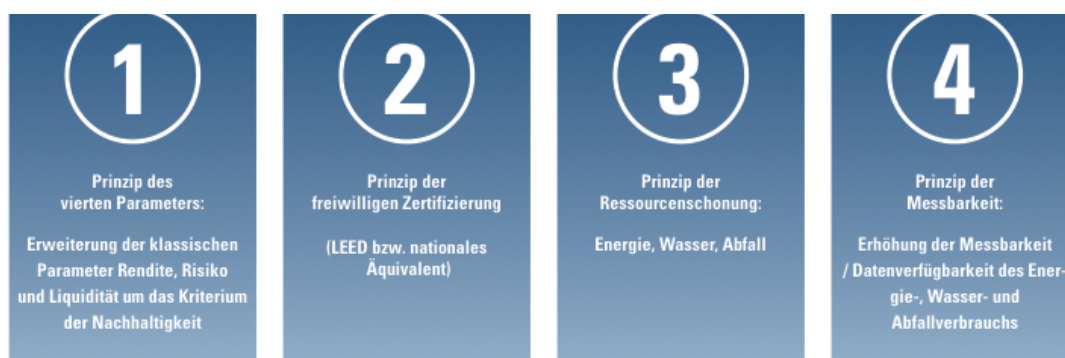 1
Prinzip des
vierten Parameters:
Erweiterung der klassischen
Parameter Rendite, Risiko
und Liquidität um das Kriterium
der Nachhaltigkeit
2
Prinzip der
freiwilligen Zertifizierung
(LEED bzw. nationales
Äquivalent)
3
Prinzip der
Ressourcenschonung:
Energie, Wasser, Abfall
4
Prinzip der
Messbarkeit:
Erhöhung der Messbarkeit
/ Datenverfügbarkeit des Ener-
gie-, Wasser- und
Abfallverbrauchs